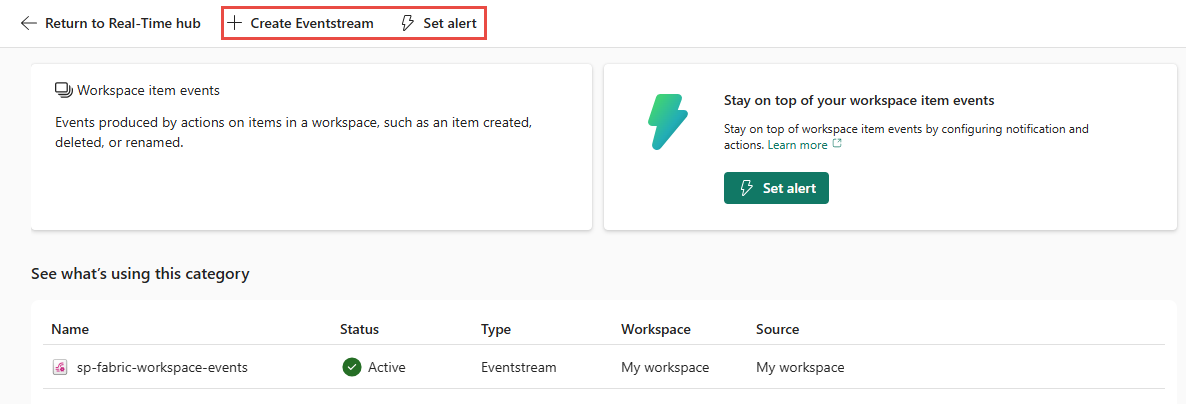 Return to Real-Time hub Create Eventstream Set alert
Workspace item events
Events produced by actions on items in a workspace, such as an item created,
deleted, or renamed.
Stay on top of your workspace item events
Stay on top of workspace item events by configuring notification and
actions. Learn more
Set alert
See what’s using this category
Name Status Type Workspace Source
sp-fabric-workspace-events Active Eventstream My workspace My workspace